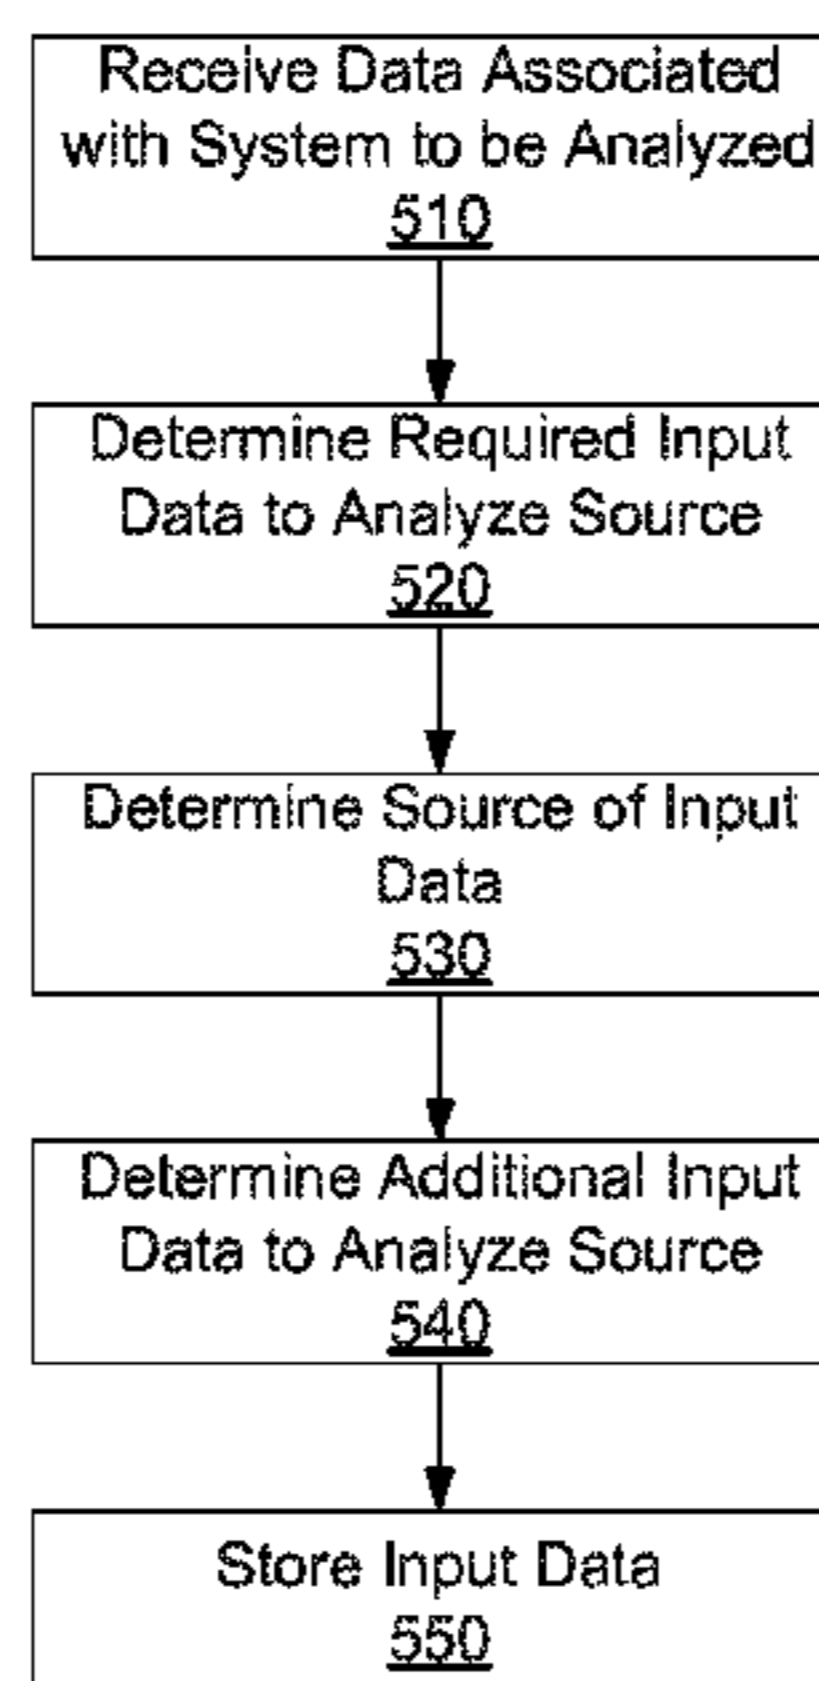 Receive Data Associated
with System to be Analyzed
510
Determine Required Input
Data to Analyze Source
520
Determine Source of Input
Data
530
Determine Additional Input
Data to Analyze Source
540
Store Input Data
550